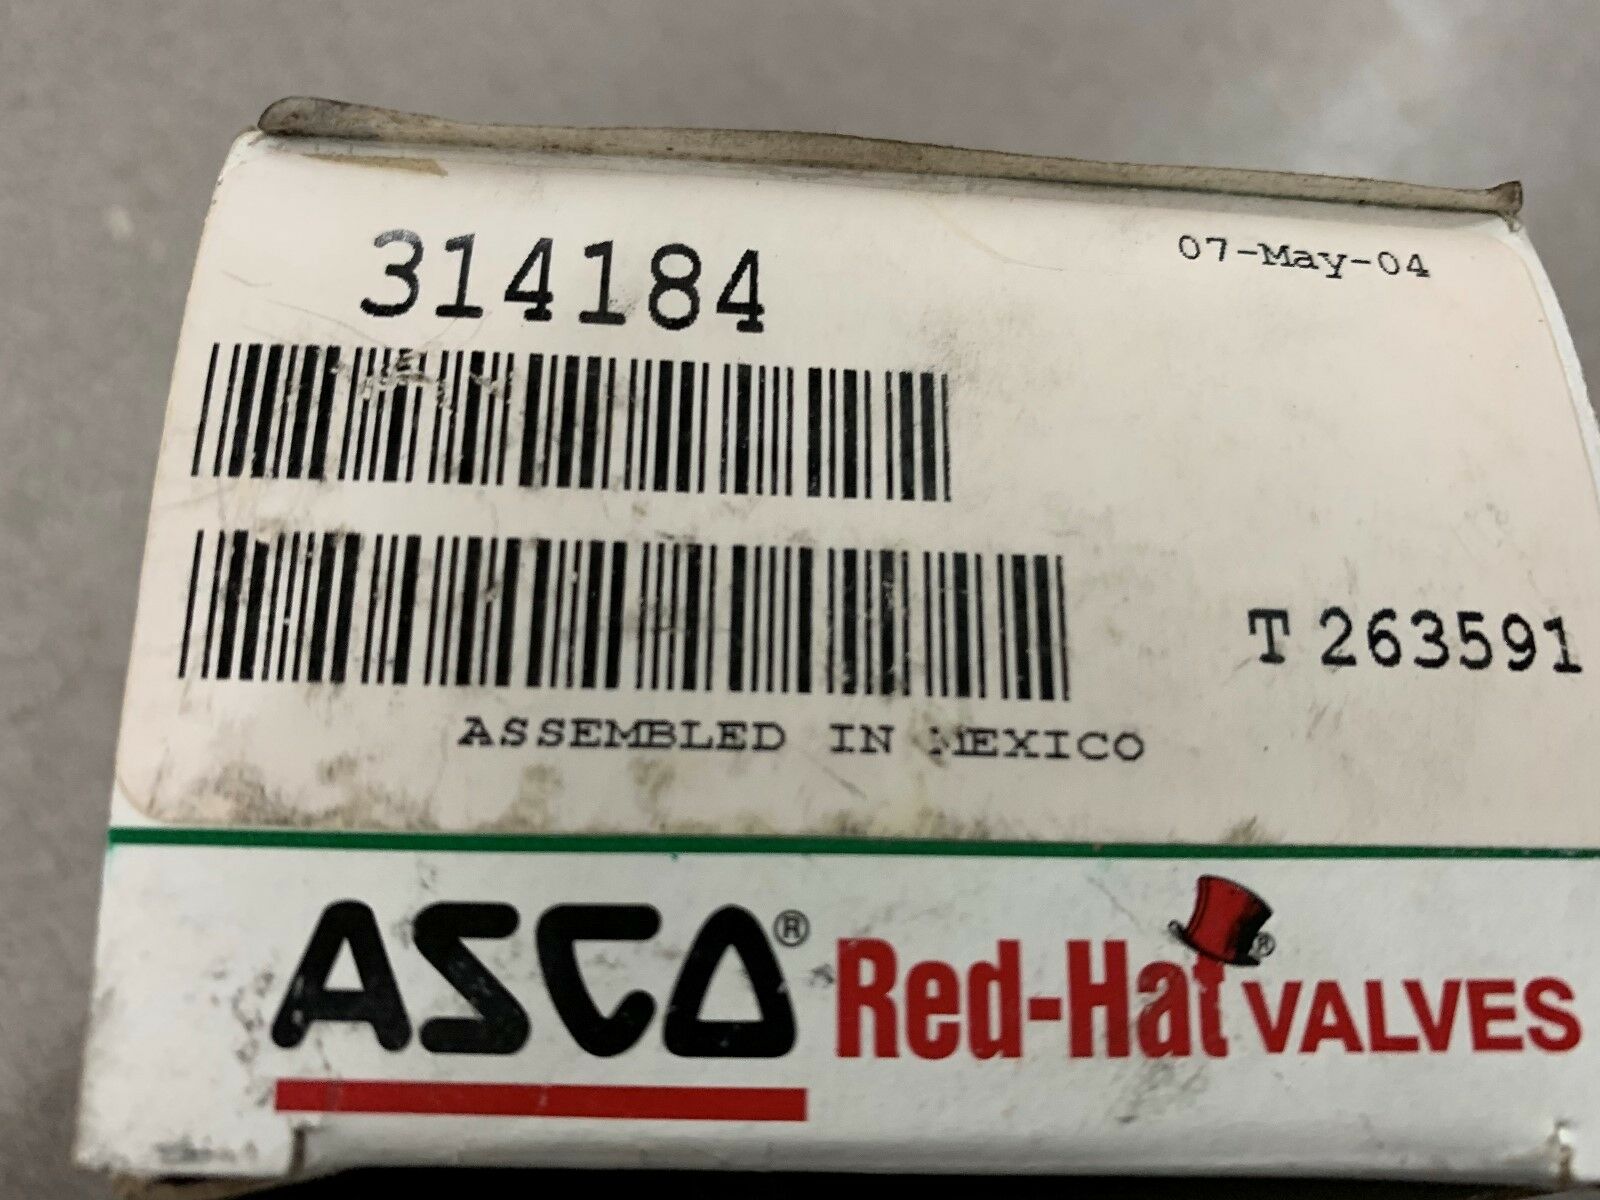 314184
07-May-04
T 263591
ASSEMBLED IN MEXICO
ASCO® Red-Hat® VALVES